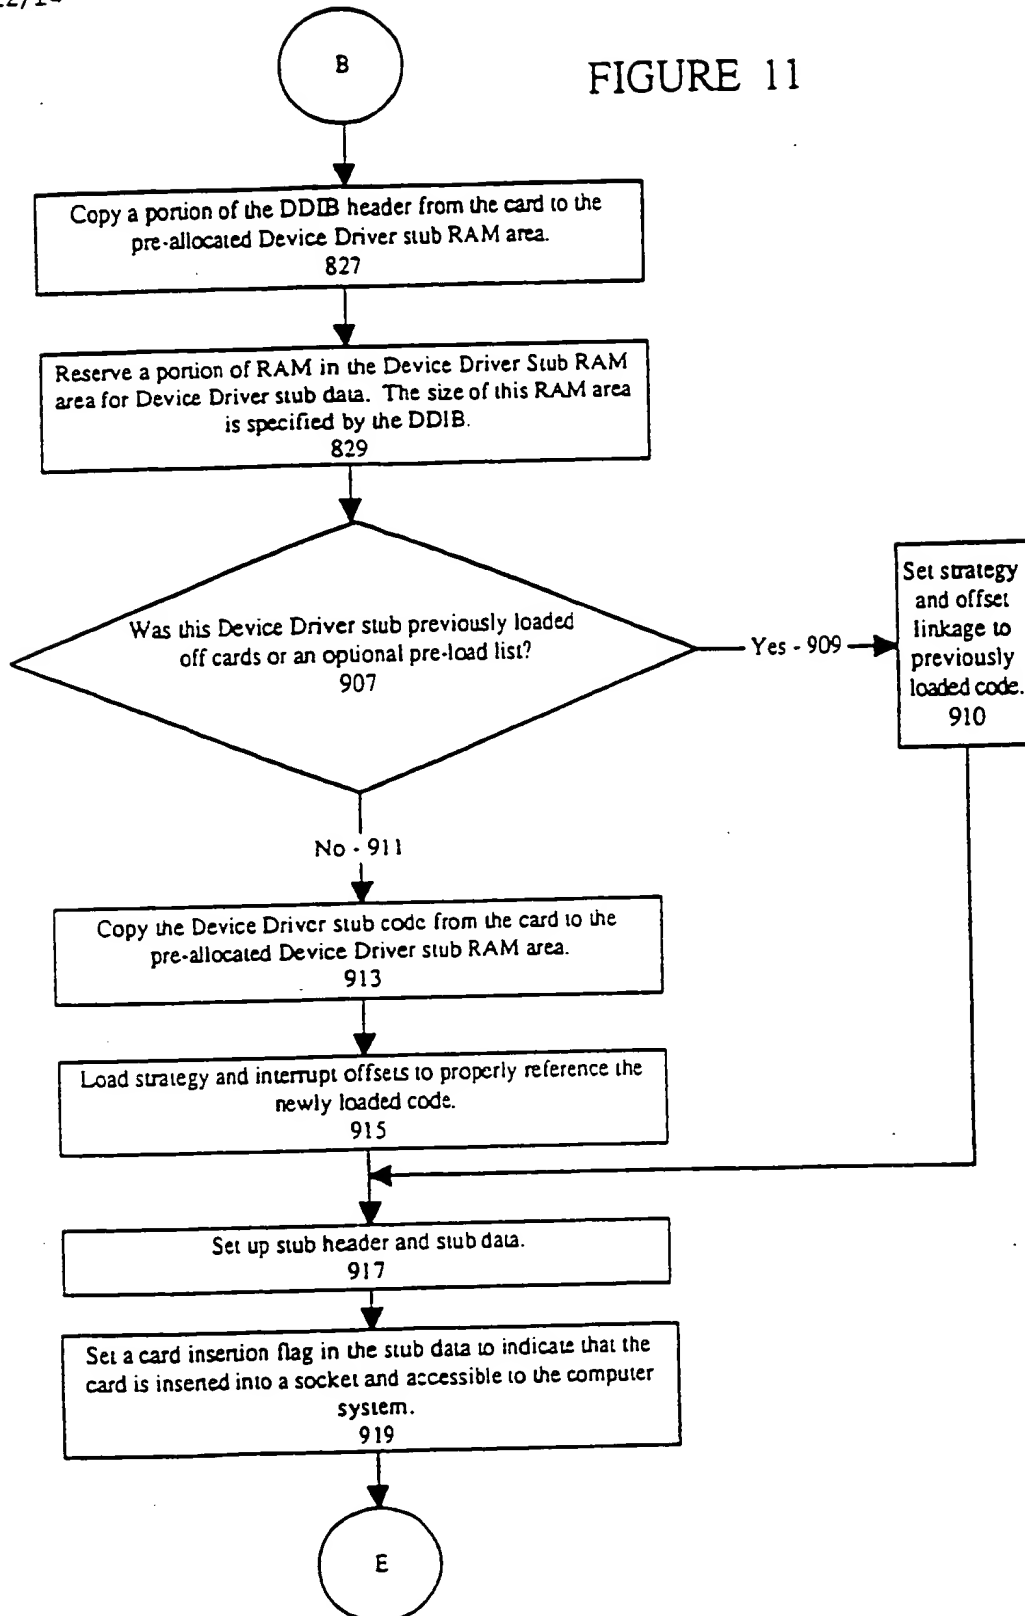 B
FIGURE 11
Copy a portion of the DDIB header from the card to the
pre-allocated Device Driver stub RAM area.
827
Reserve a portion of RAM in the Device Driver Stub RAM
area for Device Driver stub data. The size of this RAM area
is specified by the DDIB.
829
Was this Device Driver stub previously loaded
off cards or an optional pre-load list?
907
Yes - 909
Set strategy
and offset
linkage to
previously
loaded code.
910
No - 911
Copy the Device Driver stub code from the card to the
pre-allocated Device Driver stub RAM area.
913
Load strategy and interrupt offsets to properly reference the
newly loaded code.
915
Set up stub header and stub data.
917
Set a card insertion flag in the stub data to indicate that the
card is inserted into a socket and accessible to the computer
system.
919
E